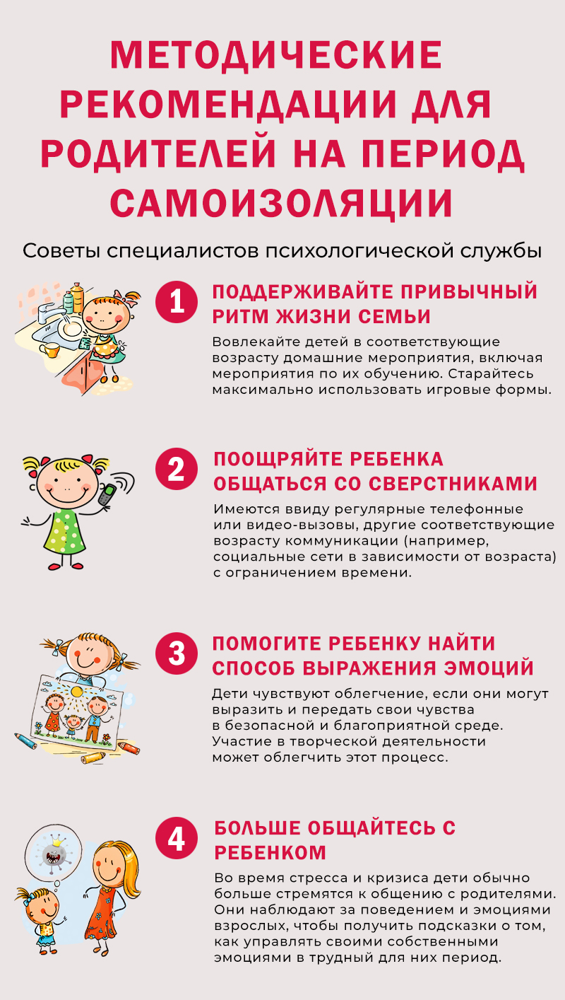 МЕТОДИЧЕСКИЕ
РЕКОМЕНДАЦИИ ДЛЯ
РОДИТЕЛЕЙ НА ПЕРИОД
САМОИЗОЛЯЦИИ
Советы специалистов психологической службы
1
ПОДДЕРЖИВАЙТЕ ПРИВЫЧНЫЙ
РИТМ ЖИЗНИ СЕМЬИ
Вовлекайте детей в соответствующие
возрасту домашние мероприятия, включая
мероприятия по их обучению. Старайтесь
максимально использовать игровые формы.
2
ПООЩРЯЙТЕ РЕБЕНКА
ОБЩАТЬСЯ СО СВЕРСТНИКАМИ
Имеются ввиду регулярные телефонные
или видео-вызовы, другие соответствующие
возрасту коммуникации (например,
социальные сети в зависимости от возраста)
с ограничением времени.
3
ПОМОГИТЕ РЕБЕНКУ НАЙТИ
СПОСОБ ВЫРАЖЕНИЯ ЭМОЦИЙ
Дети чувствуют облегчение, если они могут
выразить и передать свои чувства
в безопасной и благоприятной среде.
Участие в творческой деятельности
может облегчить этот процесс.
4
БОЛЬШЕ ОБЩАЙТЕСЬ С
РЕБЕНКОМ
Во время стресса и кризиса дети обычно
больше стремятся к общению с родителями.
Они наблюдают за поведением и эмоциями
взрослых, чтобы получить подсказки о том,
как управлять своими собственными
эмоциями в трудный для них период.